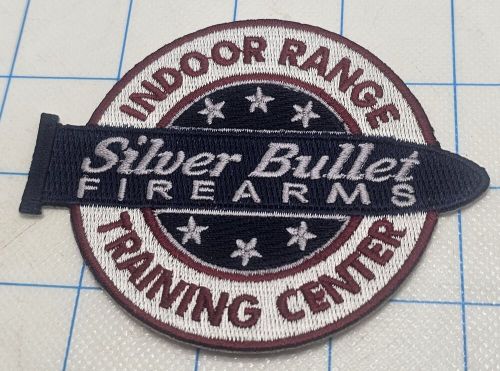 INDOOR RANGE
Silver Bullet
FIREARMS
TRAINING CENTER